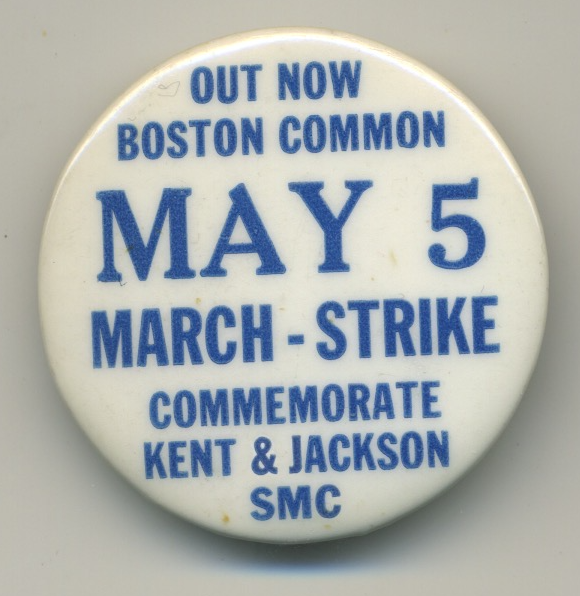 OUT NOW
BOSTON COMMON
MAY 5
MARCH - STRIKE
COMMEMORATE
KENT & JACKSON
SMC